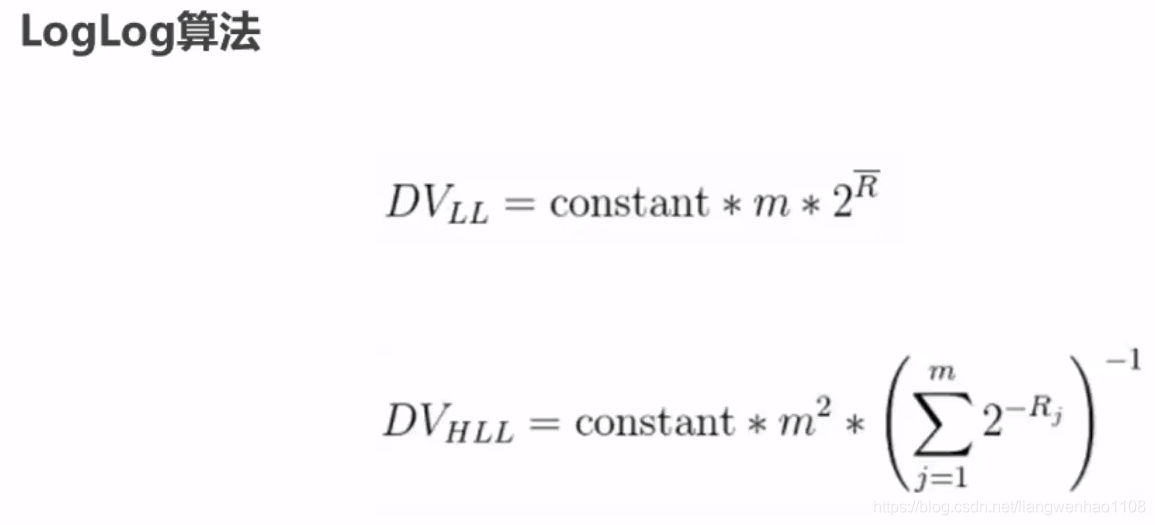 LogLog算法
DV_{LL} = constant * m * 2^{\overline{R}}
DV_{HLL} = constant * m^2 * \left( \sum_{j=1}^{m} 2^{-R_j} \right)^{-1}
https://blog.csdn.net/liangwenhao1108